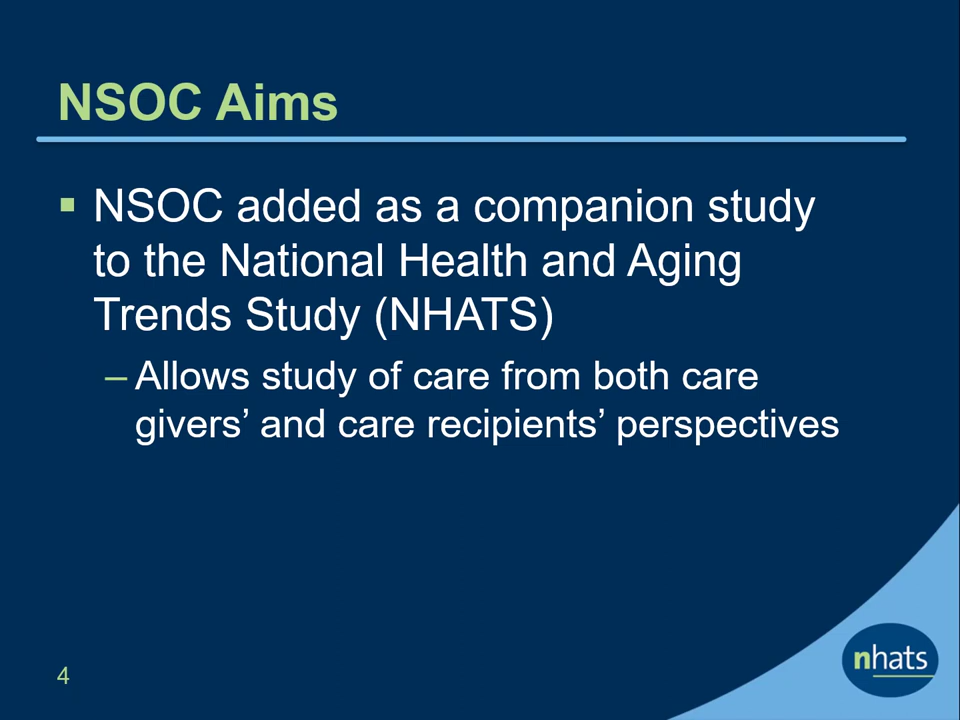 NSOC Aims
▪ NSOC added as a companion study
to the National Health and Aging
Trends Study (NHATS)
– Allows study of care from both care
givers’ and care recipients’ perspectives
4
nhats